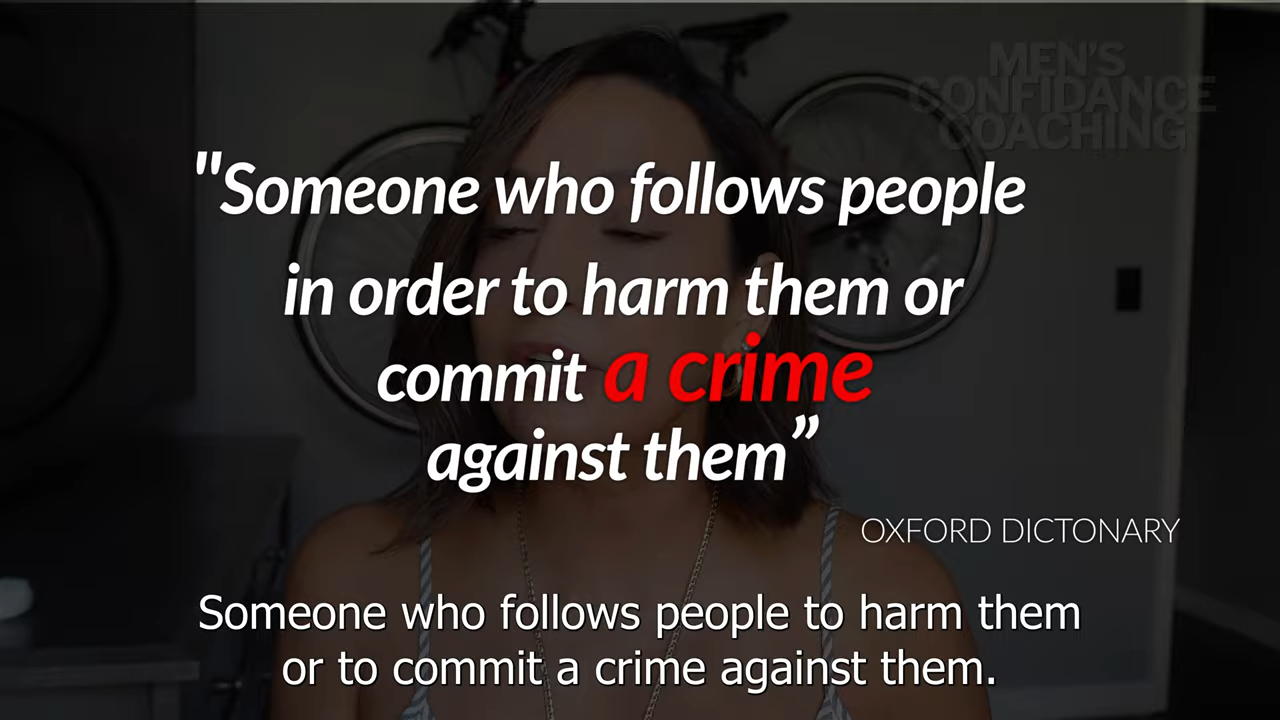 MEN'S
CONFIDANCE
COACHING
"Someone who follows people
in order to harm them or
commit a crime
against them”
OXFORD DICTONARY
Someone who follows people to harm them
or to commit a crime against them.